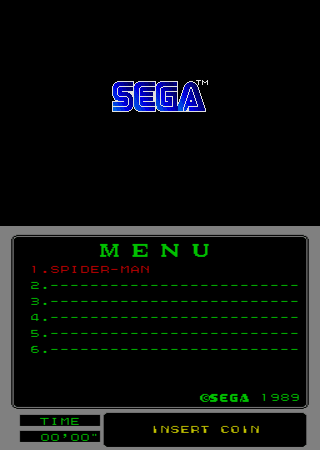 SEGA™
MENU
1.SPIDER-MAN
2.------------------------------
3.------------------------------
4.------------------------------
5.------------------------------
6.------------------------------
©SEGA 1989
TIME
00'00"
INSERT COIN